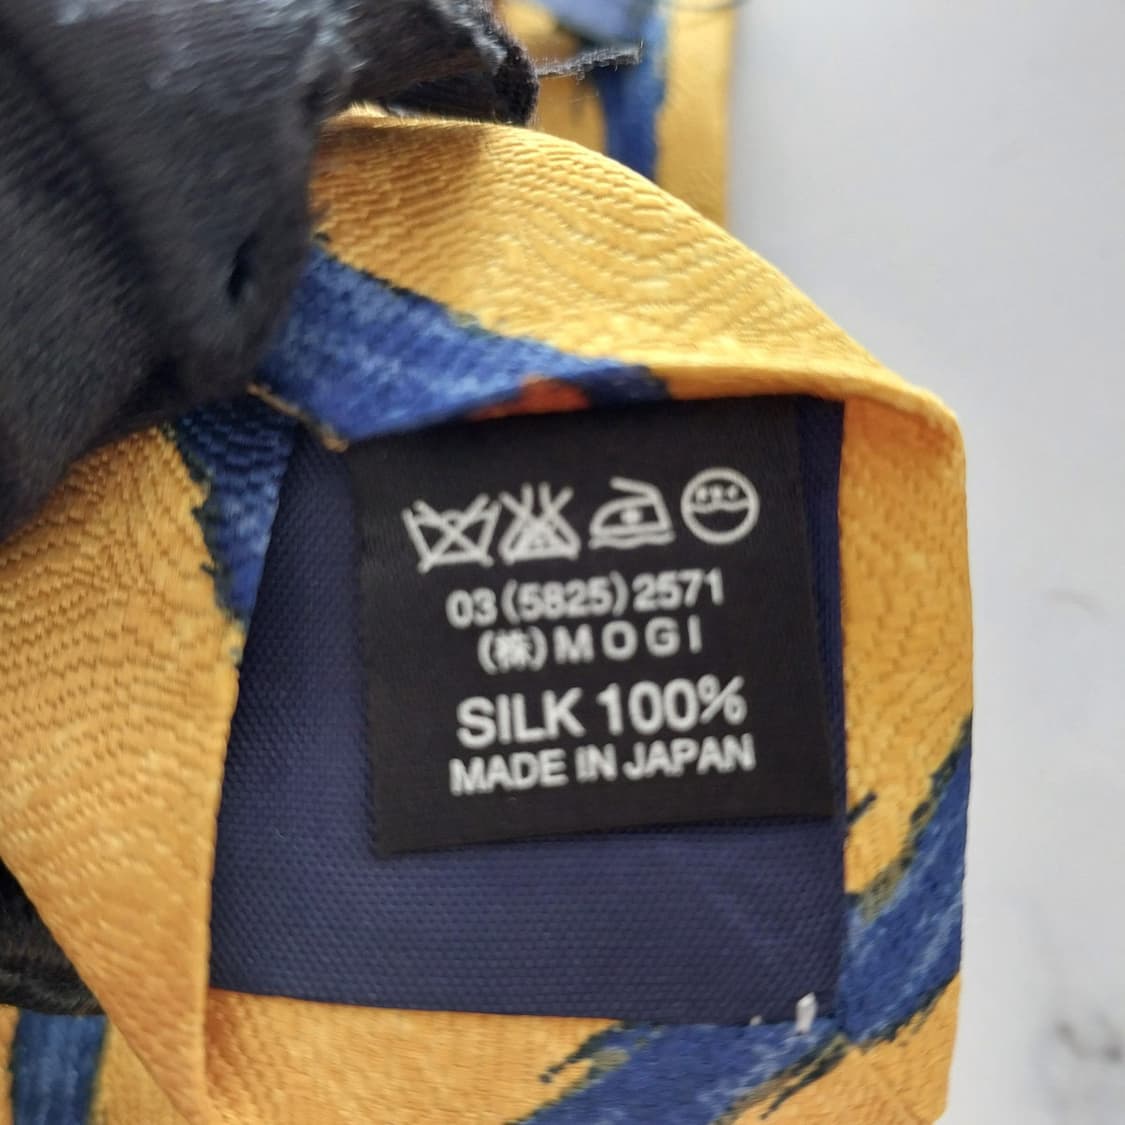 03(5825)2571
(株)MOGI
SILK 100%
MADE IN JAPAN